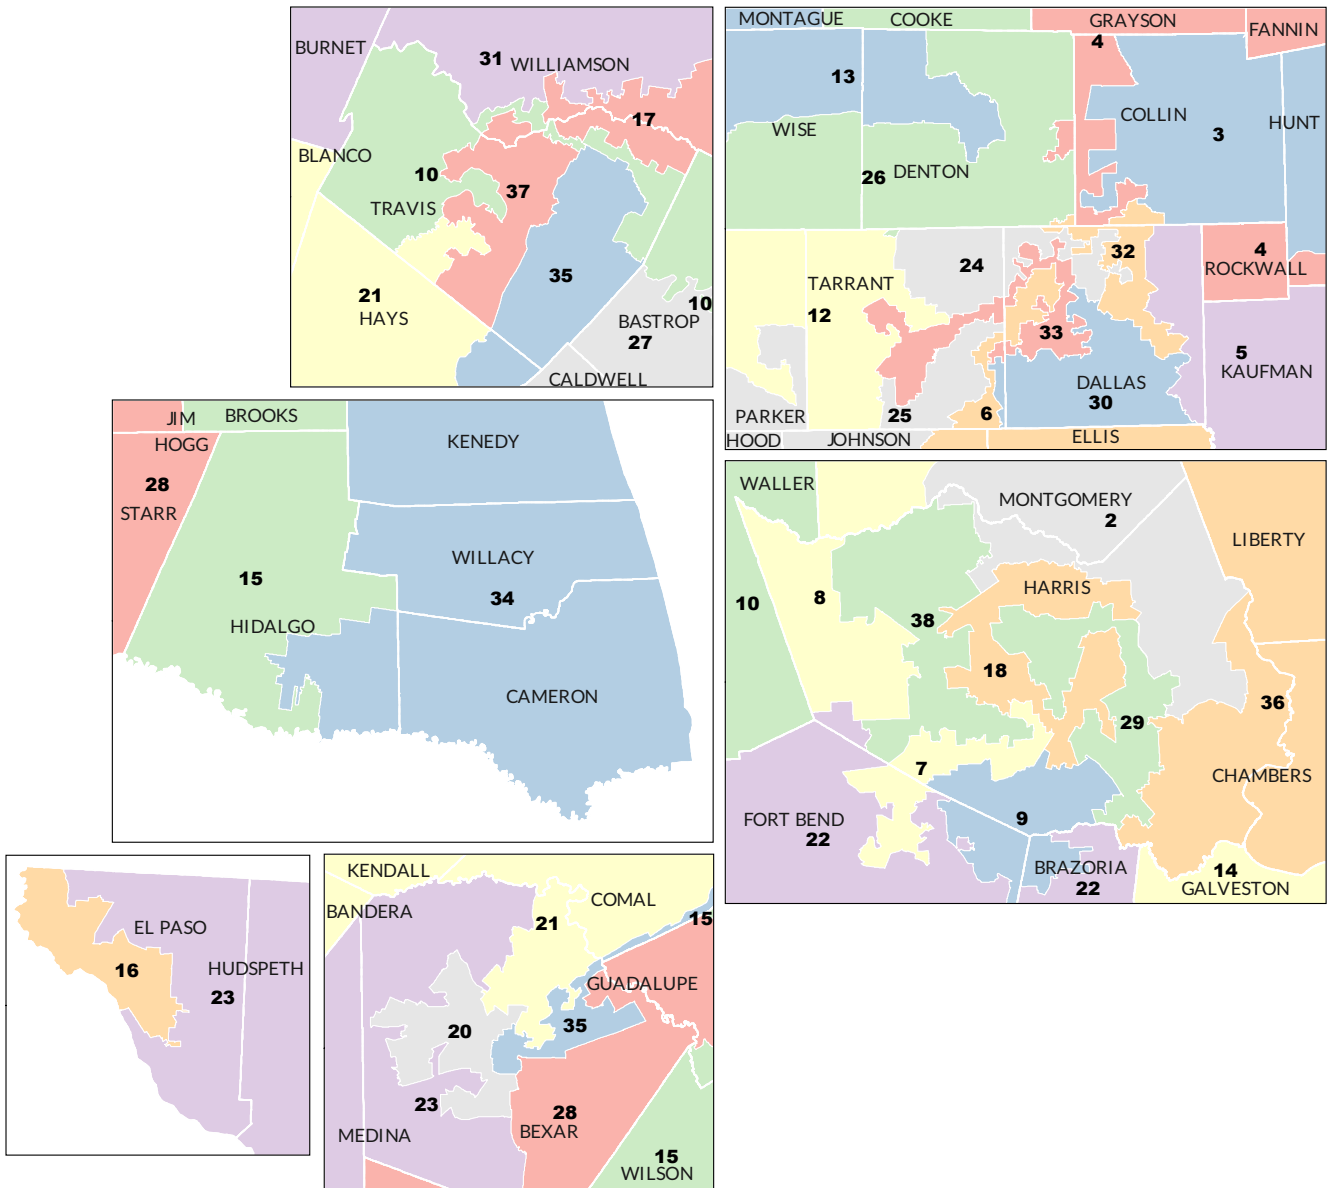 BURNET
31 WILLIAMSON
17
BLANCO
10
37
TRAVIS
35
21
HAYS
10
BASTROP
27
CALDWELL
MONTAGUE
COOKE
GRAYSON
FANNIN
4
13
COLLIN
3
HUNT
WISE
26 DENTON
32
4
ROCKWALL
24
TARRANT
12
33
5
KAUFMAN
DALLAS
30
PARKER
25
6
HOOD
JOHNSON
ELLIS
JIM
HOGG
BROOKS
KENEDY
28
STARR
WILLACY
15
34
HIDALGO
CAMERON
WALLER
MONTGOMERY
2
LIBERTY
HARRIS
10
8
38
18
36
29
7
CHAMBERS
FORT BEND
22
9
BRAZORIA
22
14
GALVESTON
EL PASO
16
HUDSPETH
23
KENDALL
COMAL
BANDERA
21
15
GUADALUPE
20
35
23
28
BEXAR
MEDINA
15
WILSON